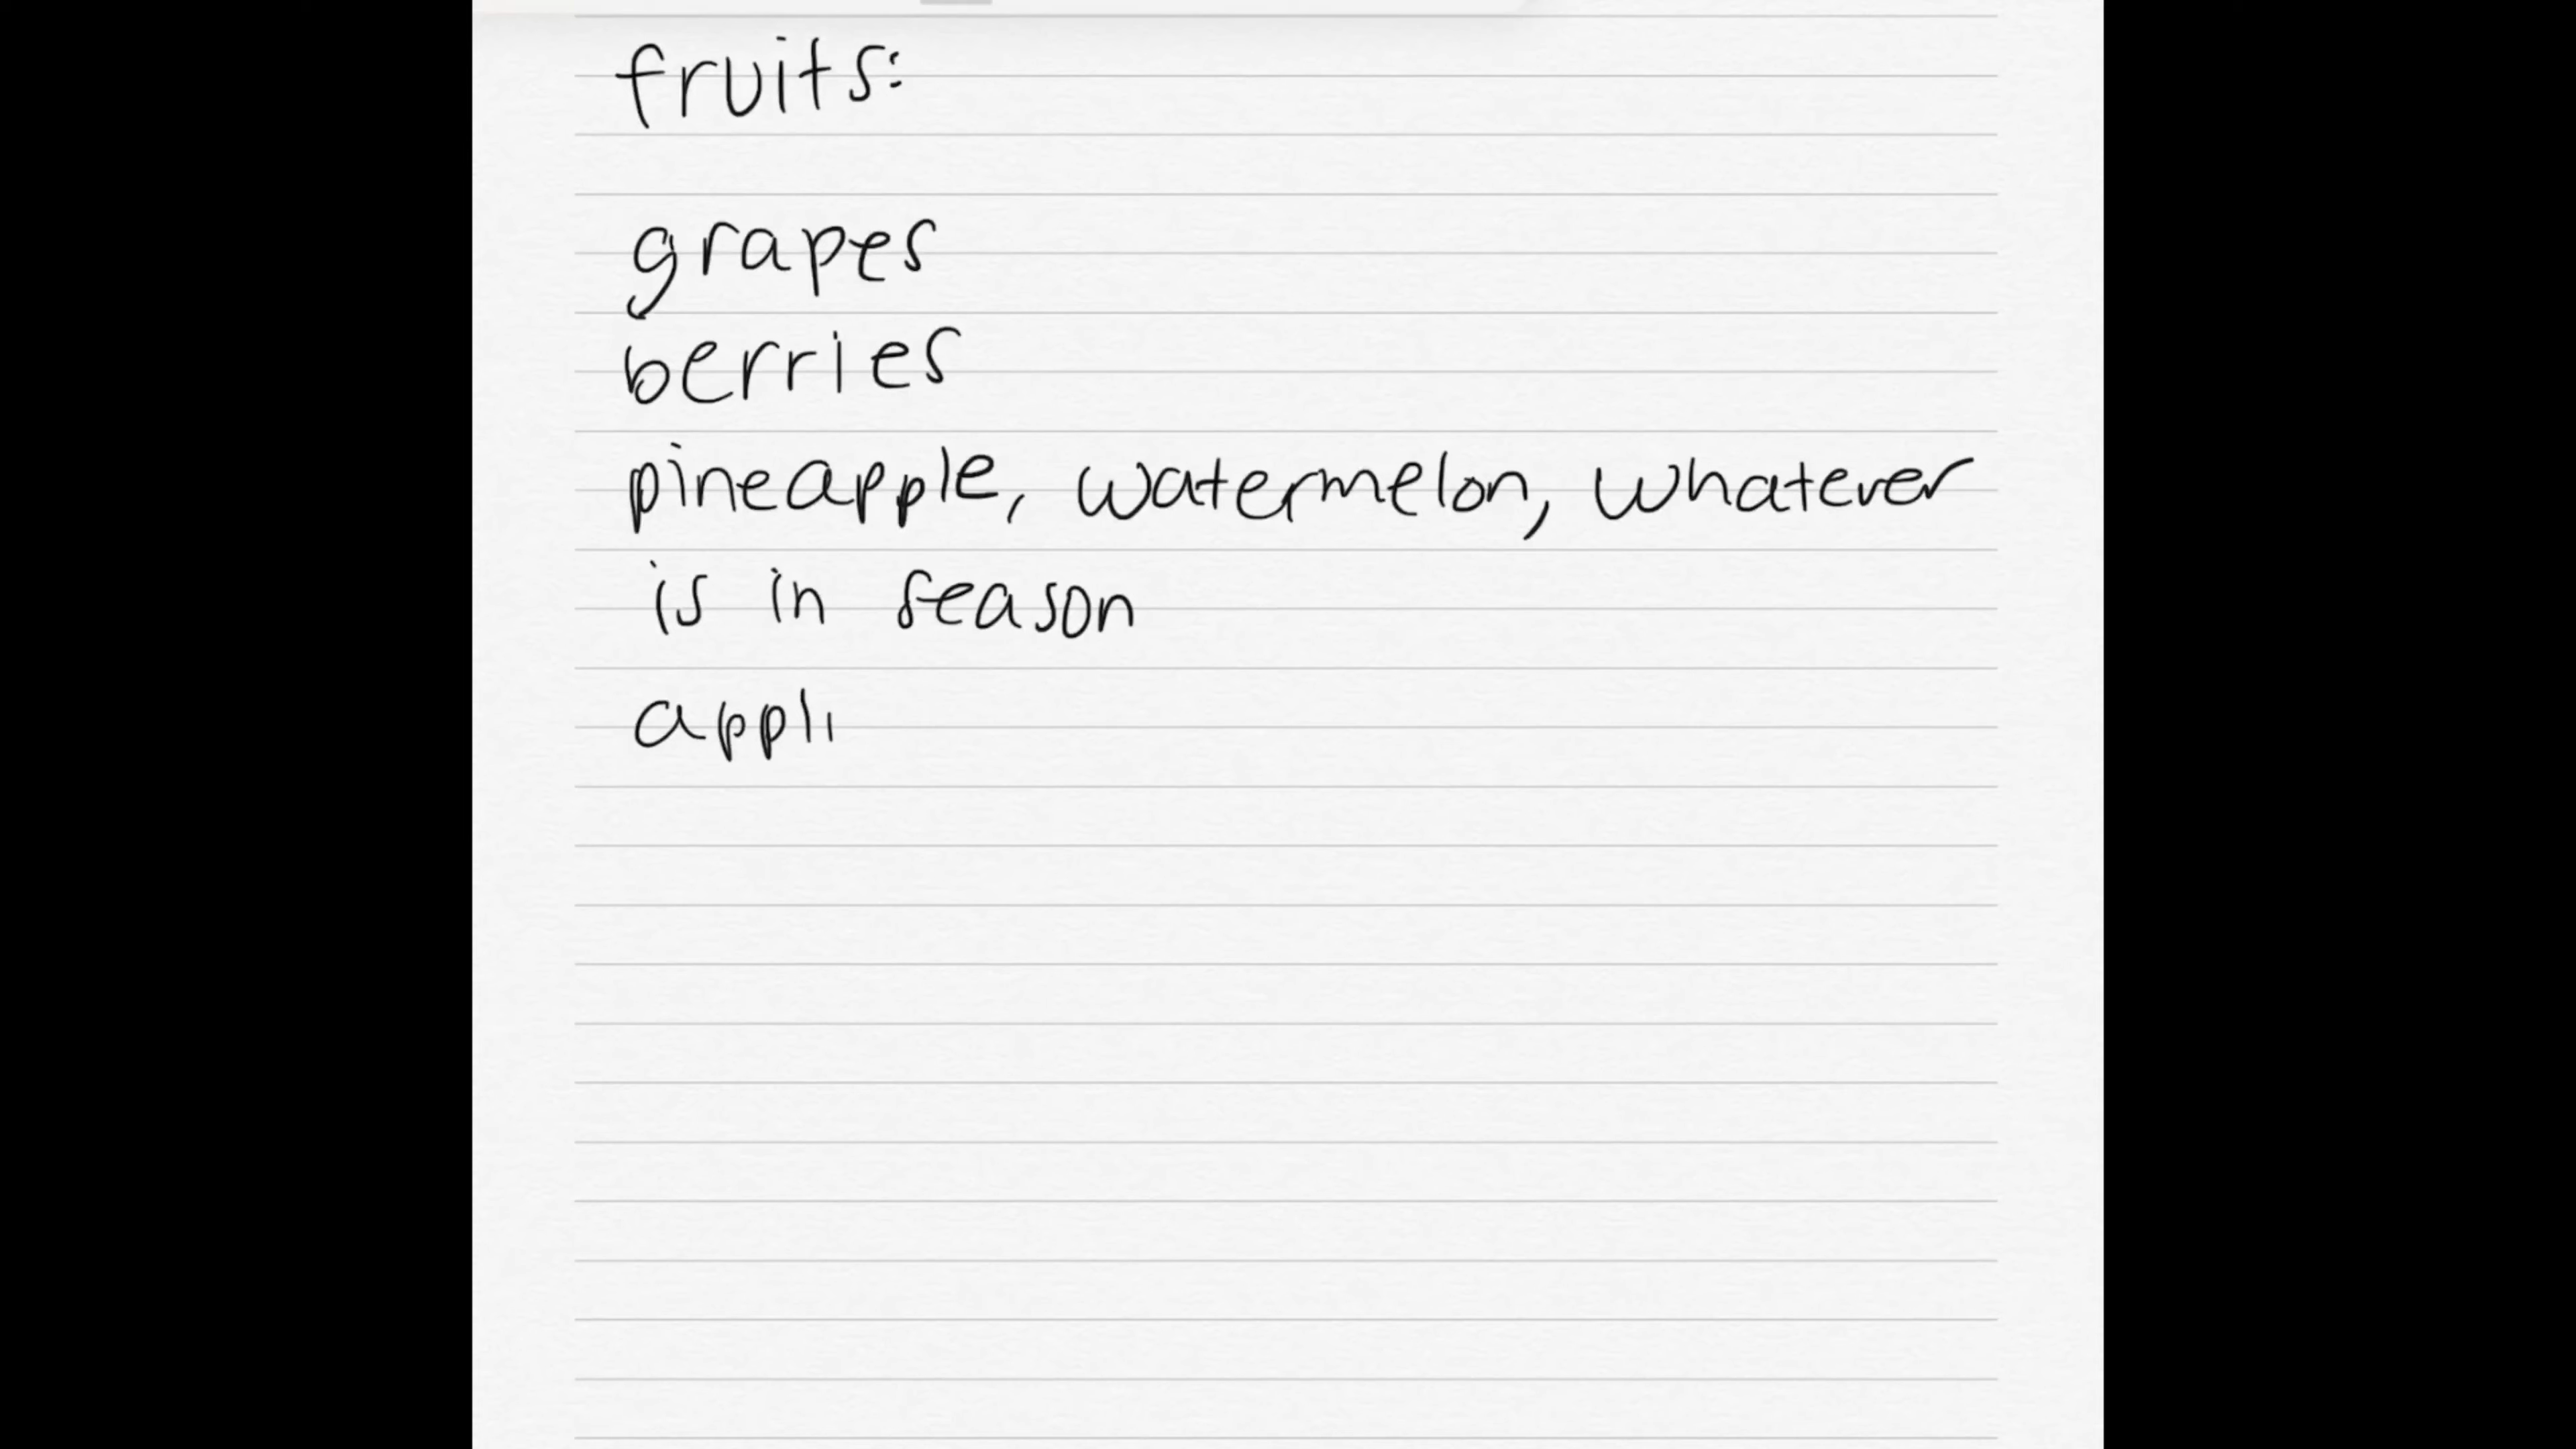 fruits:
grapes
berries
pineapple, watermelon, whatever
is in season
appl